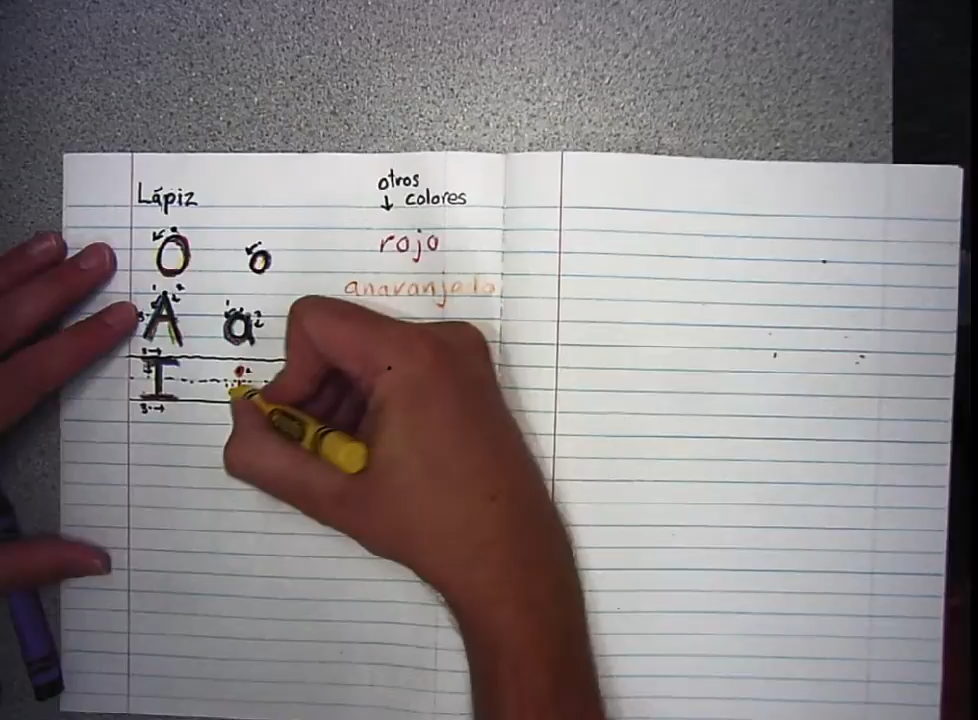 Lápiz
otros
↓ colores
O o rojo
A a anaranjado
I i